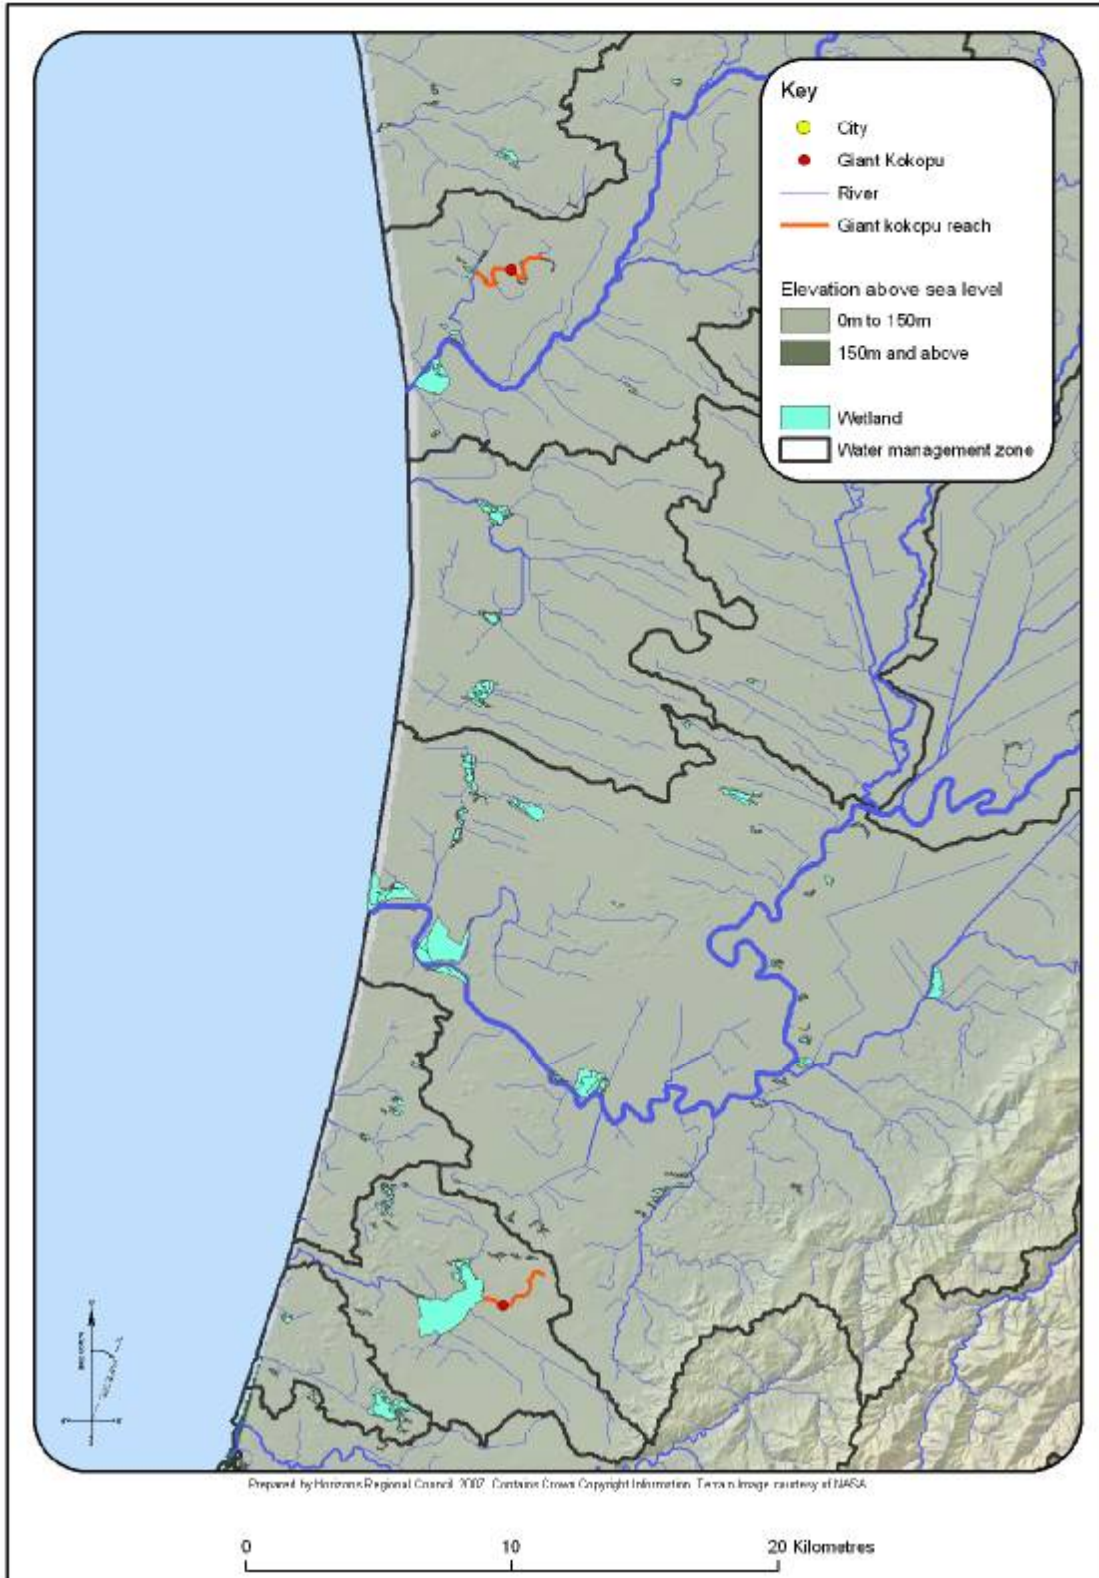 Key
City
Giant Kokopu
River
Giant kokopu reach
Elevation above sea level
0m to 150m
150m and above
Wetland
Water management zone
Prepared by Horizons Regional Council 2007. Contains Crown Copyright Information. Terrain Image courtesy of NASA
0
10
20 Kilometres